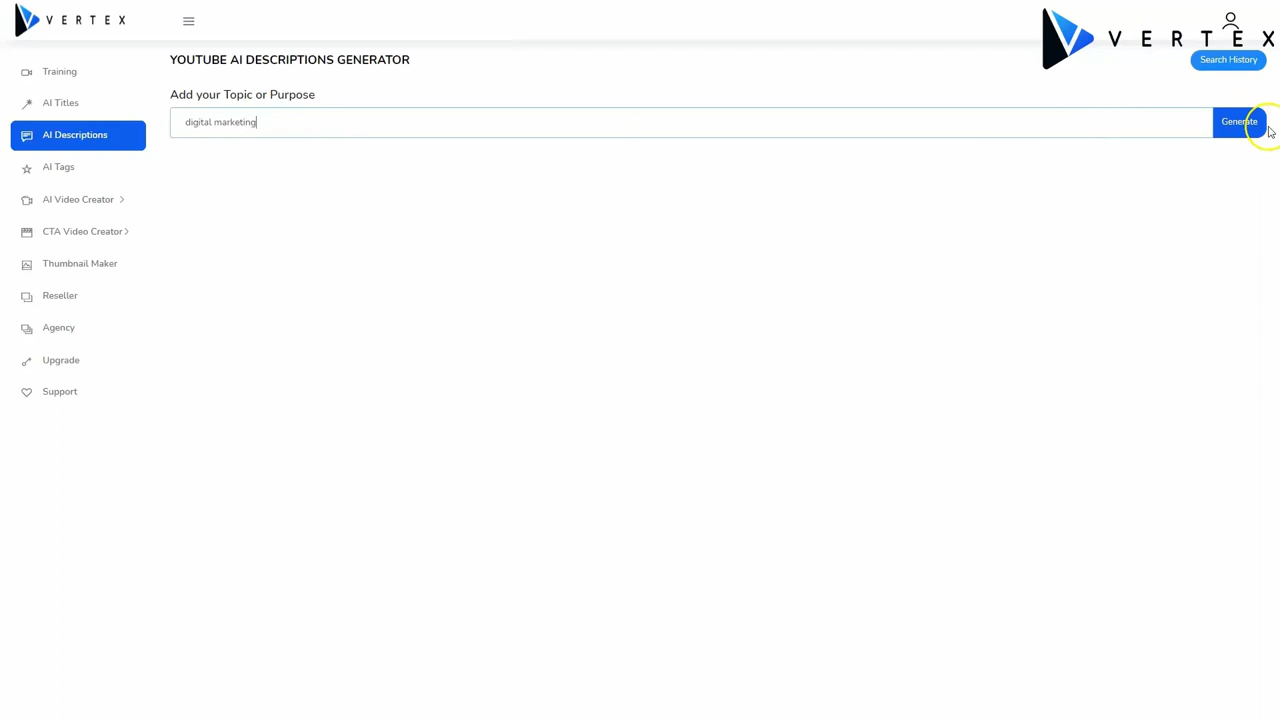 VERTEX
VERTEX
YOUTUBE AI DESCRIPTIONS GENERATOR
Search History
Add your Topic or Purpose
digital marketing
Generate
Training
AI Titles
AI Descriptions
AI Tags
AI Video Creator
CTA Video Creator
Thumbnail Maker
Reseller
Agency
Upgrade
Support